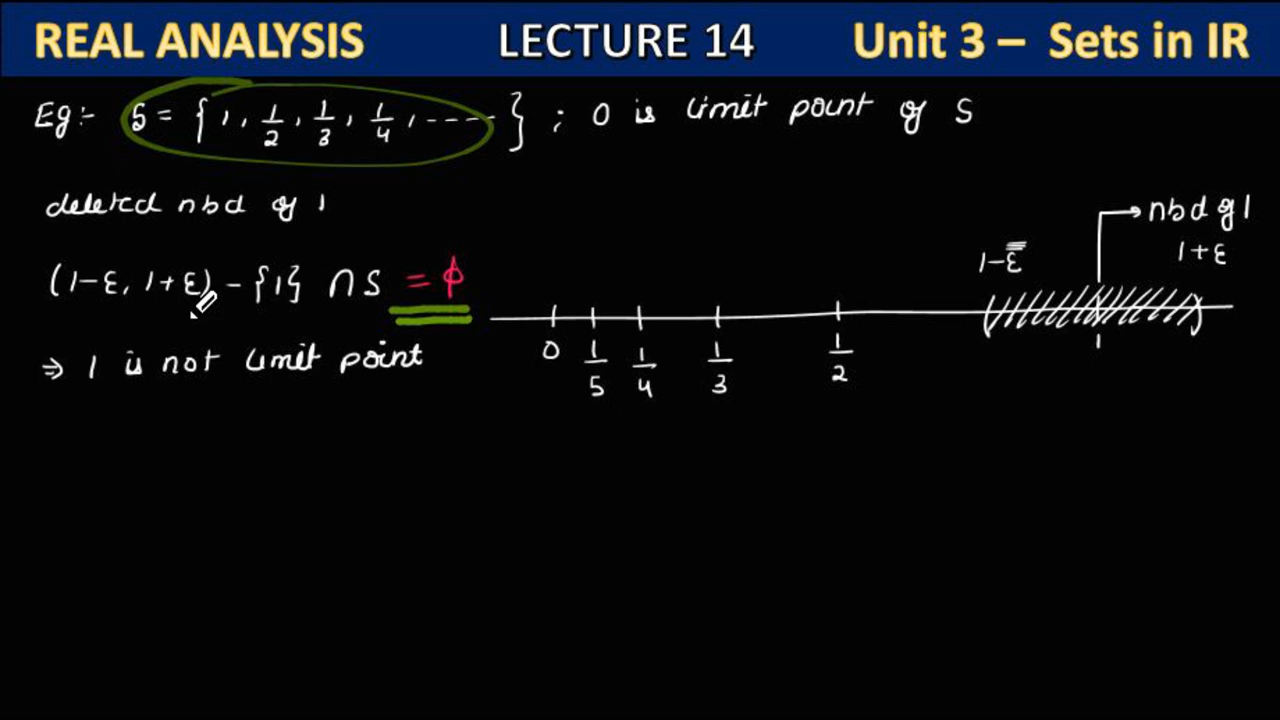 REAL ANALYSIS LECTURE 14 Unit 3 – Sets in IR
Eg:- S = { 1, 1/2, 1/3, 1/4, ---- } ; 0 is limit point of S
deleted nbd of 1
(1-ε, 1+ε) - {1} ∩ S = ϕ
⇒ 1 is not limit point
→ nbd of 1
1-ε 1+ε
0 1/5 1/4 1/3 1/2 1